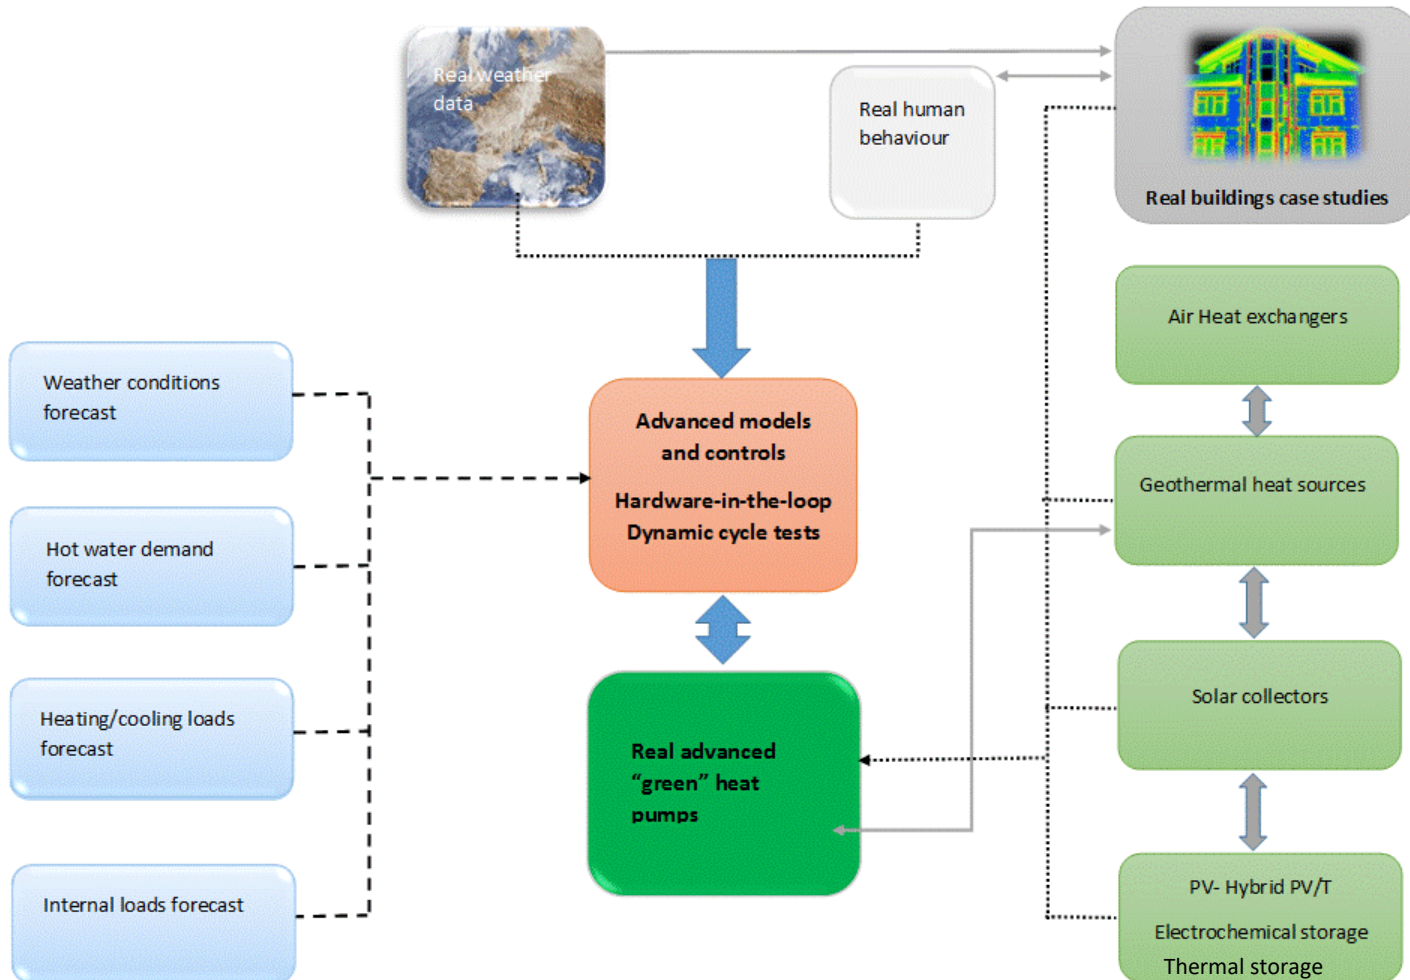 Real weather
data
Real human
behaviour
Real buildings case studies
Air Heat exchangers
Weather conditions
forecast
Advanced models
and controls
Hardware-in-the-loop
Dynamic cycle tests
Geothermal heat sources
Hot water demand
forecast
Heating/cooling loads
forecast
Solar collectors
Real advanced
“green” heat
pumps
Internal loads forecast
PV- Hybrid PV/T
Electrochemical storage
Thermal storage